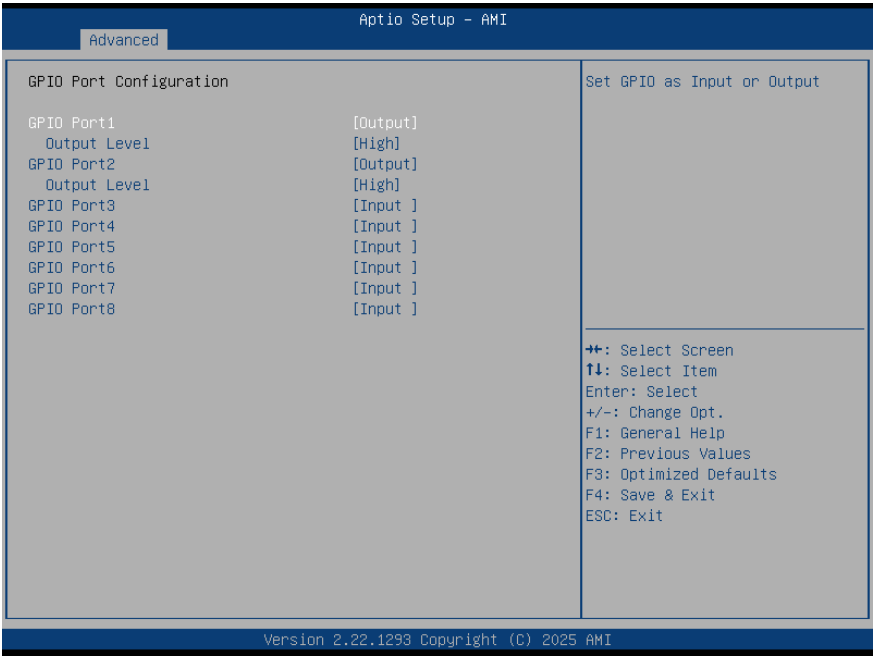 Aptio Setup – AMI
Advanced
GPIO Port Configuration
GPIO Port1 [Output]
Output Level [High]
GPIO Port2 [Output]
Output Level [High]
GPIO Port3 [Input ]
GPIO Port4 [Input ]
GPIO Port5 [Input ]
GPIO Port6 [Input ]
GPIO Port7 [Input ]
GPIO Port8 [Input ]
Set GPIO as Input or Output
→←: Select Screen
↑↓: Select Item
Enter: Select
+/-: Change Opt.
F1: General Help
F2: Previous Values
F3: Optimized Defaults
F4: Save & Exit
ESC: Exit
Version 2.22.1293 Copyright (C) 2025 AMI